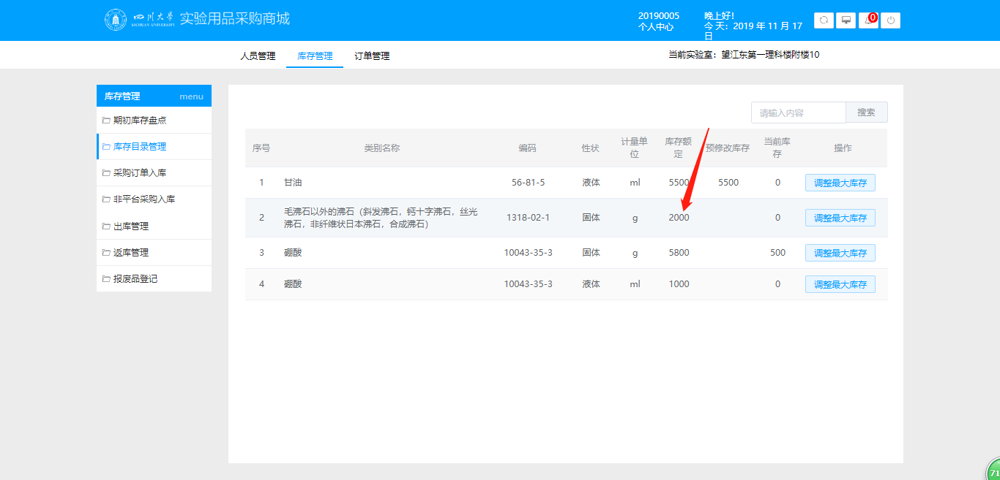 四川大学 实验用品采购商城
SICHUAN UNIVERSITY
20190005
个人中心
晚上好！
今 天：2019 年 11 月 17
日
0
人员管理 库存管理 订单管理
当前实验室：望江东第一理科楼附楼10
库存管理 menu
期初库存盘点
库存目录管理
采购订单入库
非平台采购入库
出库管理
返库管理
报废品登记
请输入内容 搜索
序号 类别名称 编码 性状 计量单位 库存额定 预修改库存 当前库存 操作
1 甘油 56-81-5 液体 ml 5500 5500 0 调整最大库存
2 毛沸石以外的沸石（斜发沸石，钙十字沸石，丝光
沸石，非纤维状日本沸石，合成沸石） 1318-02-1 固体 g 2000 0 调整最大库存
3 硼酸 10043-35-3 固体 g 5800 500 调整最大库存
4 硼酸 10043-35-3 液体 ml 1000 0 调整最大库存
71